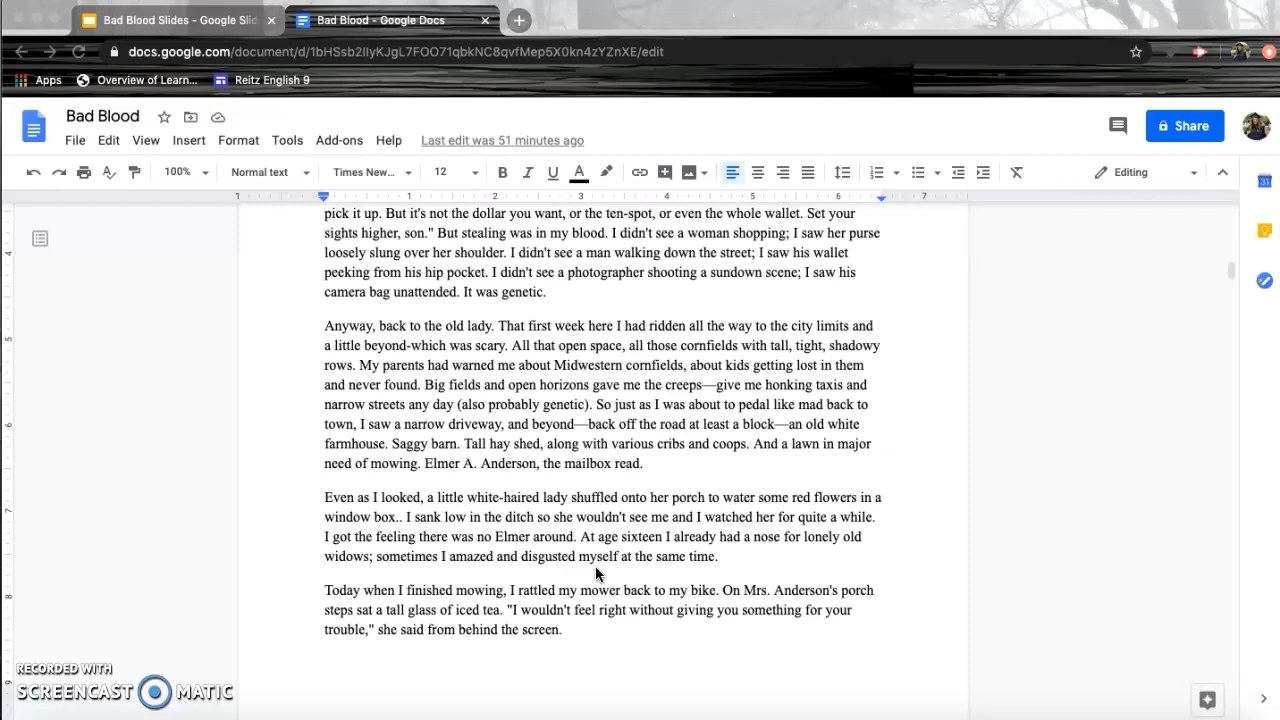 Bad Blood Slides - Google Slid
Bad Blood - Google Docs
docs.google.com/document/d/1bHSsb2IIyKJgL7FOO71qbkNC8qvfMep5X0kn4zYZnXE/edit
Apps Overview of Learn... Reitz English 9
Bad Blood
File Edit View Insert Format Tools Add-ons Help Last edit was 51 minutes ago
Share
100% Normal text Times New... 12 Editing
1 1 2 3 4 5 6 7
pick it up. But it's not the dollar you want, or the ten-spot, or even the whole wallet. Set your
sights higher, son." But stealing was in my blood. I didn't see a woman shopping; I saw her purse
loosely slung over her shoulder. I didn't see a man walking down the street; I saw his wallet
peeking from his hip pocket. I didn't see a photographer shooting a sundown scene; I saw his
camera bag unattended. It was genetic.
Anyway, back to the old lady. That first week here I had ridden all the way to the city limits and
a little beyond-which was scary. All that open space, all those cornfields with tall, tight, shadowy
rows. My parents had warned me about Midwestern cornfields, about kids getting lost in them
and never found. Big fields and open horizons gave me the creeps—give me honking taxis and
narrow streets any day (also probably genetic). So just as I was about to pedal like mad back to
town, I saw a narrow driveway, and beyond—back off the road at least a block—an old white
farmhouse. Saggy barn. Tall hay shed, along with various cribs and coops. And a lawn in major
need of mowing. Elmer A. Anderson, the mailbox read.
Even as I looked, a little white-haired lady shuffled onto her porch to water some red flowers in a
window box.. I sank low in the ditch so she wouldn't see me and I watched her for quite a while.
I got the feeling there was no Elmer around. At age sixteen I already had a nose for lonely old
widows; sometimes I amazed and disgusted myself at the same time.
Today when I finished mowing, I rattled my mower back to my bike. On Mrs. Anderson's porch
steps sat a tall glass of iced tea. "I wouldn't feel right without giving you something for your
trouble," she said from behind the screen.
4
5
6
7
8
9
31
RECORDED WITH
SCREENCAST MATIC